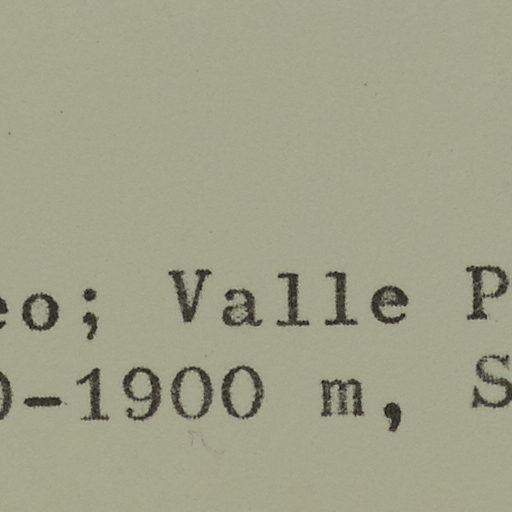 eo; Valle P
0-1900 m, S